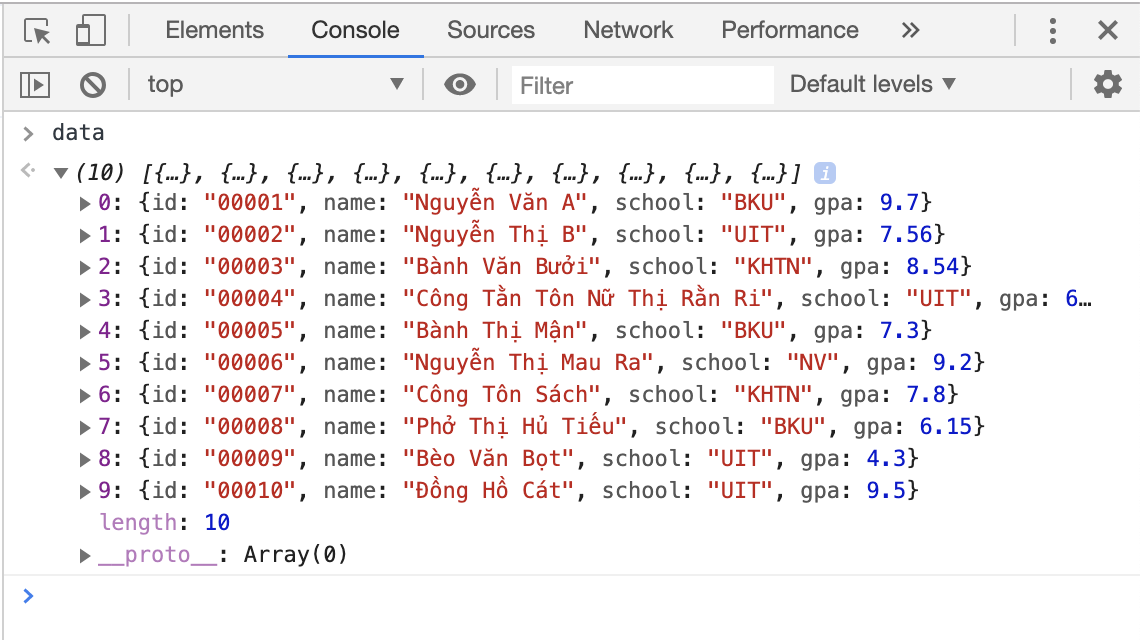 Elements Console Sources Network Performance »
top Filter Default levels
data
(10) [{…}, {…}, {…}, {…}, {…}, {…}, {…}, {…}, {…}, {…}] i
0: {id: "00001", name: "Nguyễn Văn A", school: "BKU", gpa: 9.7}
1: {id: "00002", name: "Nguyễn Thị B", school: "UIT", gpa: 7.56}
2: {id: "00003", name: "Bành Văn Bưởi", school: "KHTN", gpa: 8.54}
3: {id: "00004", name: "Công Tằn Tôn Nữ Thị Rằn Ri", school: "UIT", gpa: 6…
4: {id: "00005", name: "Bành Thị Mận", school: "BKU", gpa: 7.3}
5: {id: "00006", name: "Nguyễn Thị Mau Ra", school: "NV", gpa: 9.2}
6: {id: "00007", name: "Công Tôn Sách", school: "KHTN", gpa: 7.8}
7: {id: "00008", name: "Phở Thị Hủ Tiếu", school: "BKU", gpa: 6.15}
8: {id: "00009", name: "Bèo Văn Bọt", school: "UIT", gpa: 4.3}
9: {id: "00010", name: "Đồng Hồ Cát", school: "UIT", gpa: 9.5}
length: 10
__proto__: Array(0)